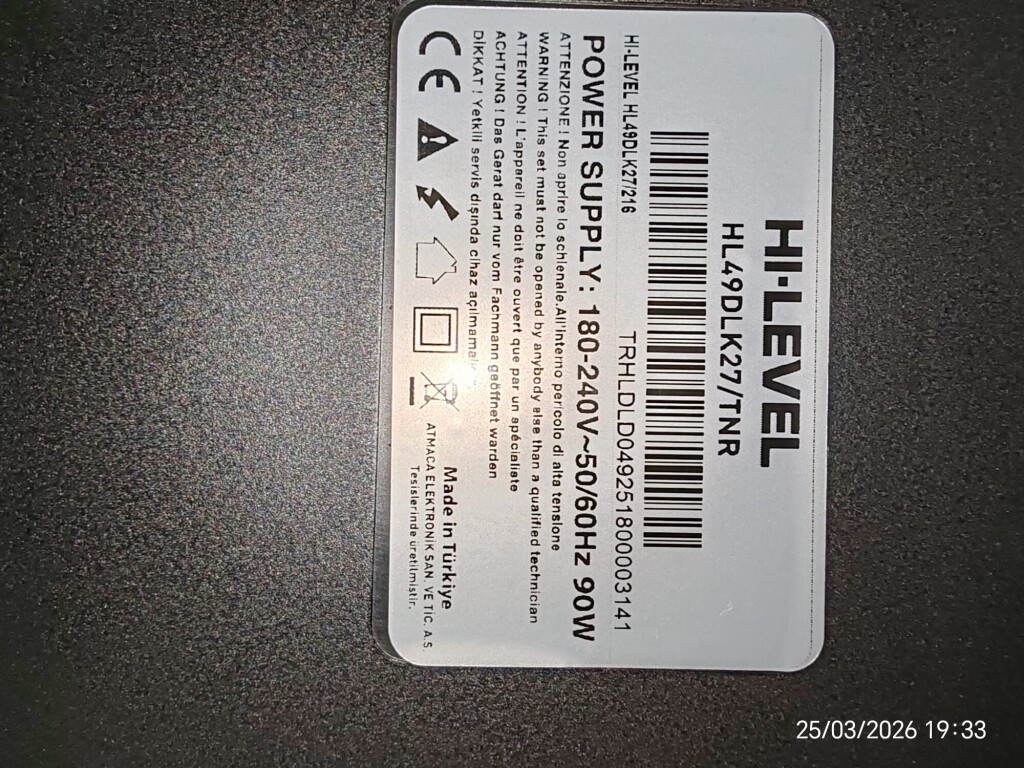 HI-LEVEL
HL49DLK27/TNR
HI-LEVEL HL49DLK27/216
TRHLDLD049251800003141
POWER SUPPLY: 180-240V~50/60Hz 90W
ATTENZIONE ! Non aprire lo schienale.All'interno pericolo di alta tensione
WARNING ! This set must not be opened by anybody else than a qualified technician
ATTENTION ! L'appareil ne doit être ouvert que par un spécialiste
ACHTUNG ! Das Gerat darf nur vom Fachmann geöffnet warden
DİKKAT ! Yetkili servis dışında cihaz
CE
Made in Türkiye
ATMACA ELEKTRONİK SAN. VE TİC. A.Ş.
Tesislerinde üretilmiştir.
25/03/2026 19:33